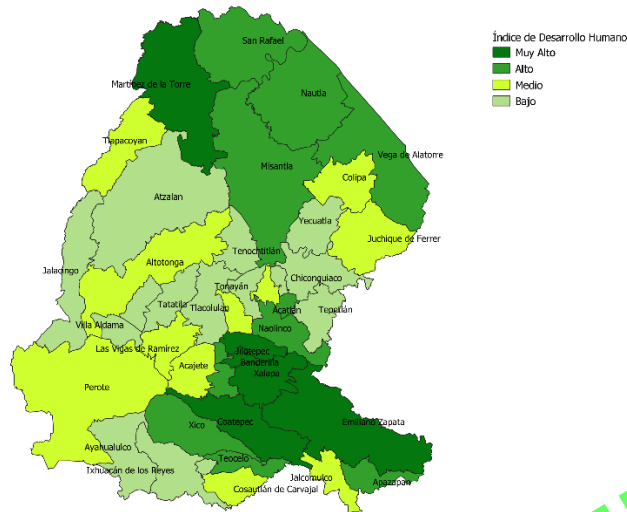 Índice de Desarrollo Humano
Muy Alto
Alto
Medio
Bajo
San Rafael
Martínez de la Torre
Nautla
Tlapacoyan
Vega de Alatorre
Misantla
Colipa
Atzalan
Yecuatla
Juchique de Ferrer
Tenochtitlán
Altotonga
Jalacingo
Chiconquiaco
Tonayán
Tatatila
Tlacolulan
Acatlán
Tepetlán
Villa Aldama
Naolinco
Las Vigas de Ramírez
Jilotepec
Banderilla
Acajete
Xalapa
Perote
Xico
Coatepec
Emiliano Zapata
Ayahualulco
Teocelo
Ixhuacán de los Reyes
Jalcomulco
Apazapan
Cosautlán de Carvajal